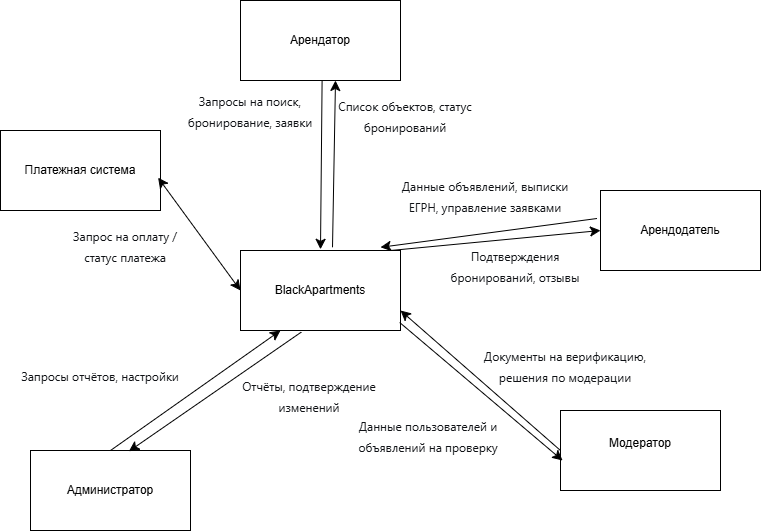 Арендатор
Запросы на поиск,
бронирование, заявки
Список объектов, статус
бронирований
Платежная система
Данные объявлений, выписки
ЕГРН, управление заявками
Арендодатель
Запрос на оплату /
статус платежа
Подтверждения
бронирований, отзывы
BlackApartments
Документы на верификацию,
решения по модерации
Запросы отчётов, настройки
Отчёты, подтверждение
изменений
Данные пользователей и
объявлений на проверку
Модератор
Администратор